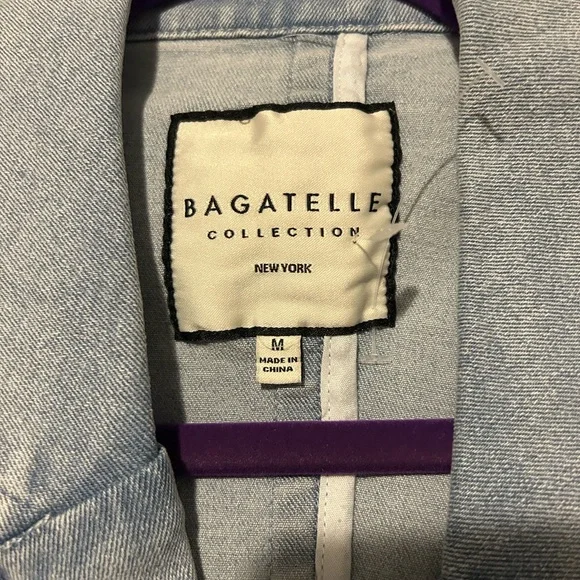 BAGATELLE
COLLECTION
NEW YORK
M
MADE IN
CHINA